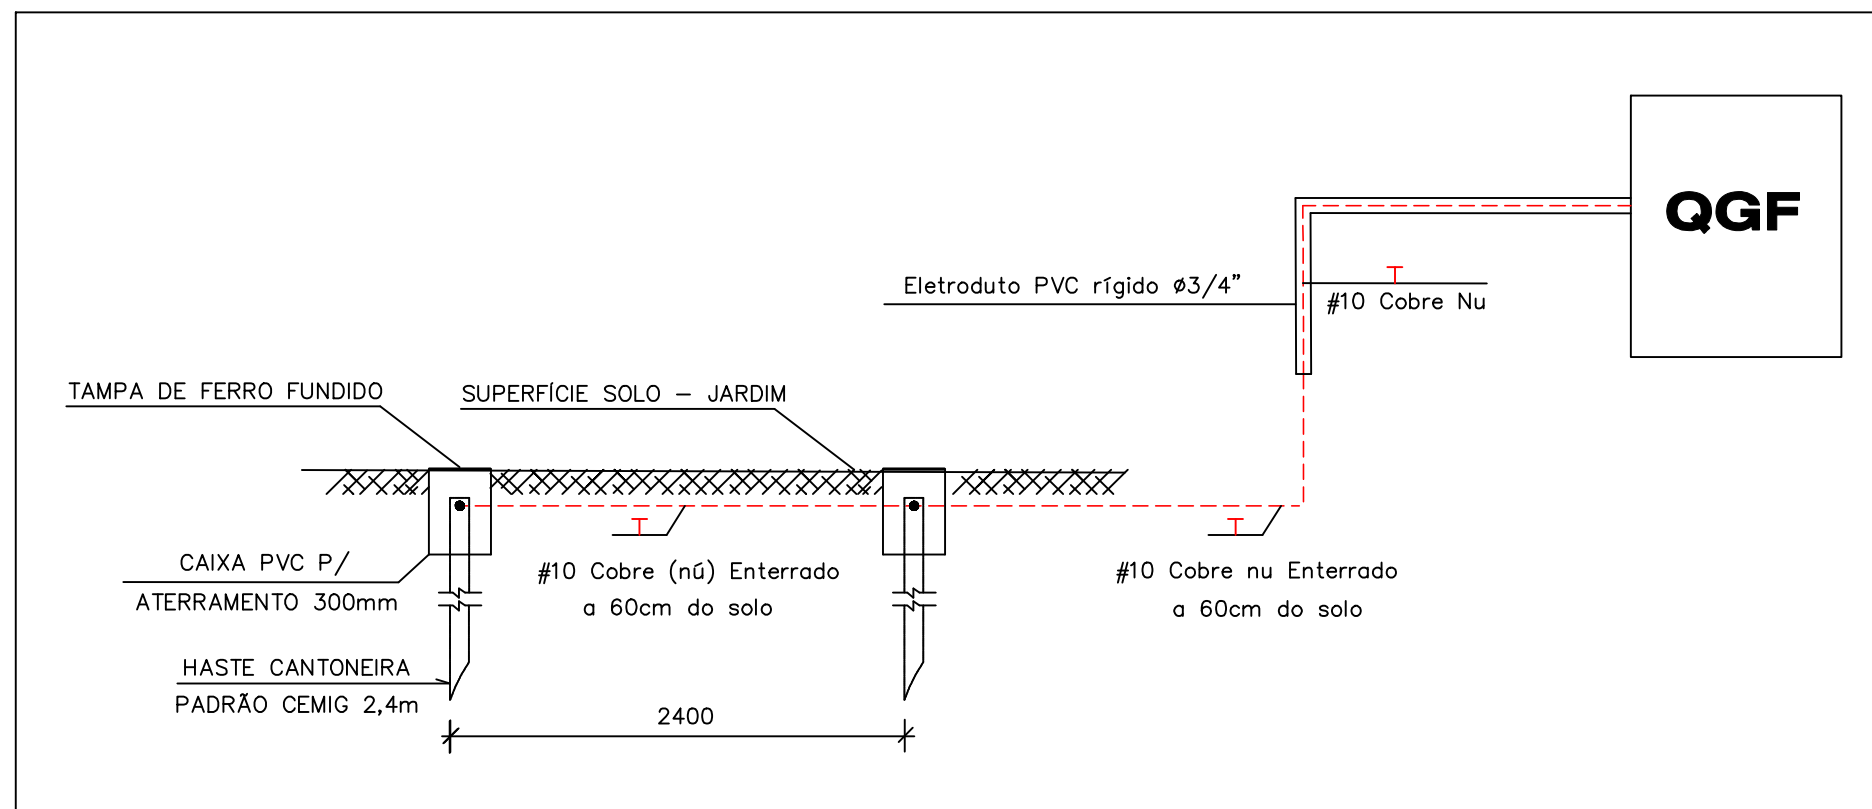 QGF
Eletroduto PVC rígido ø3/4"
T
#10 Cobre Nu
TAMPA DE FERRO FUNDIDO
SUPERFÍCIE SOLO - JARDIM
T
T
CAIXA PVC P/
ATERRAMENTO 300mm
#10 Cobre (nú) Enterrado
a 60cm do solo
#10 Cobre nu Enterrado
a 60cm do solo
HASTE CANTONEIRA
PADRÃO CEMIG 2,4m
2400